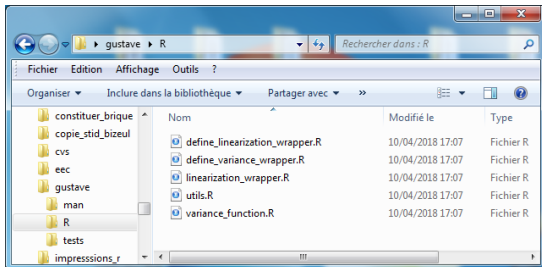 gustave ▸ R
Rechercher dans : R
Fichier Edition Affichage Outils ?
Organiser Inclure dans la bibliothèque Partager avec »
constituer_brique
copie_stid_bizeul
cvs
eec
gustave
man
R
tests
impresssions_r
Nom Modifié le Type
define_linearization_wrapper.R 10/04/2018 17:07 Fichier R
define_variance_wrapper.R 10/04/2018 17:07 Fichier R
linearization_wrapper.R 10/04/2018 17:07 Fichier R
utils.R 10/04/2018 17:07 Fichier R
variance_function.R 10/04/2018 17:07 Fichier R